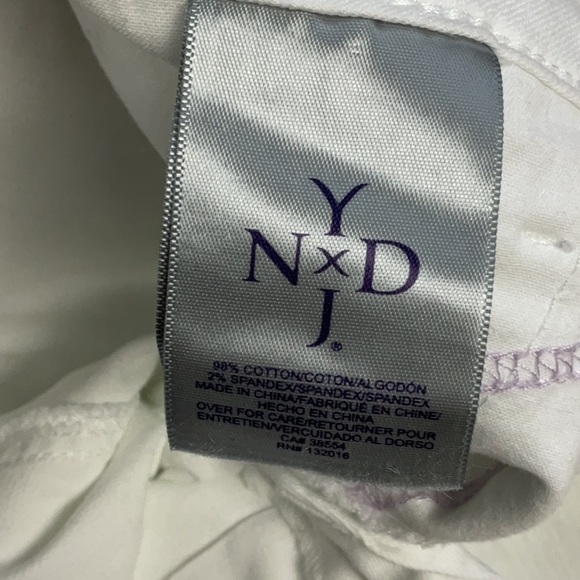 Y
N x D
J®
98% COTTON/COTON/ALGODÓN
2% SPANDEX/SPANDEX/SPANDEX
MADE IN CHINA/FABRIQUÉ EN CHINE/
HECHO EN CHINA
OVER FOR CARE/RETOURNER POUR
ENTRETIEN/VERCUIDADO AL DORSO
CA# 38554
RN# 132016